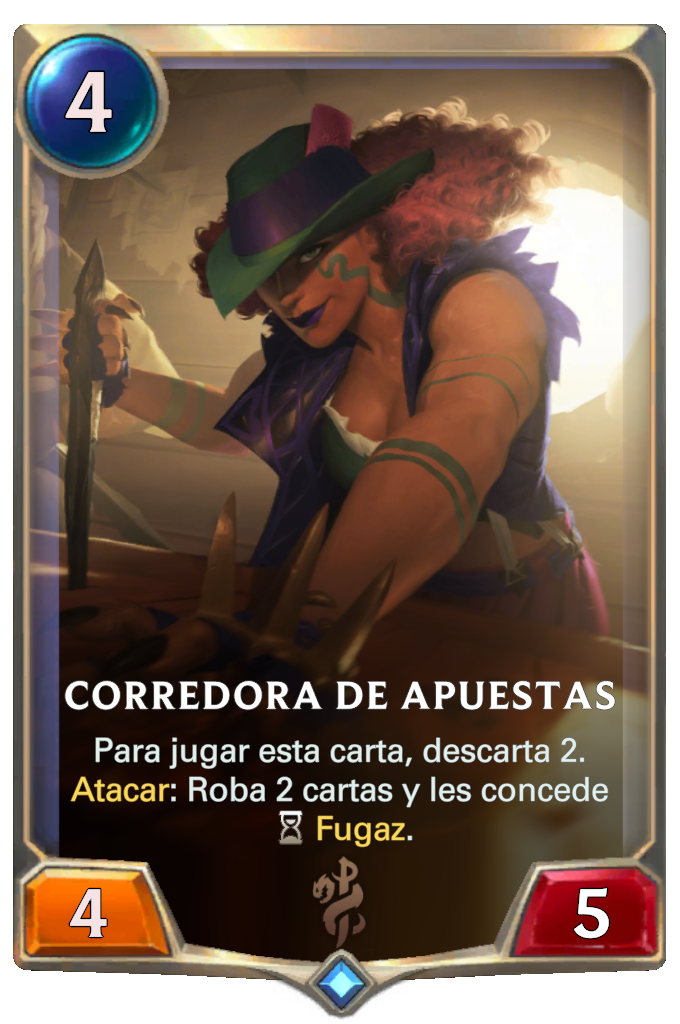 4
CORREDORA DE APUESTAS
Para jugar esta carta, descarta 2.
Atacar: Roba 2 cartas y les concede
Fugaz.
4
5